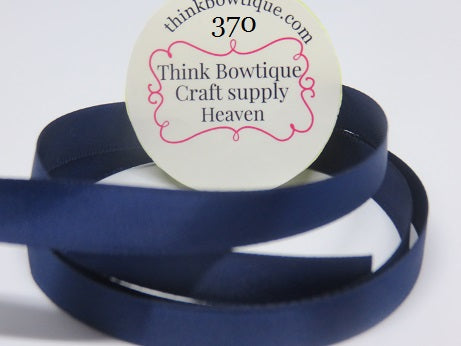 thinkbowtique.com
370
Think Bowtique
Craft supply
Heaven